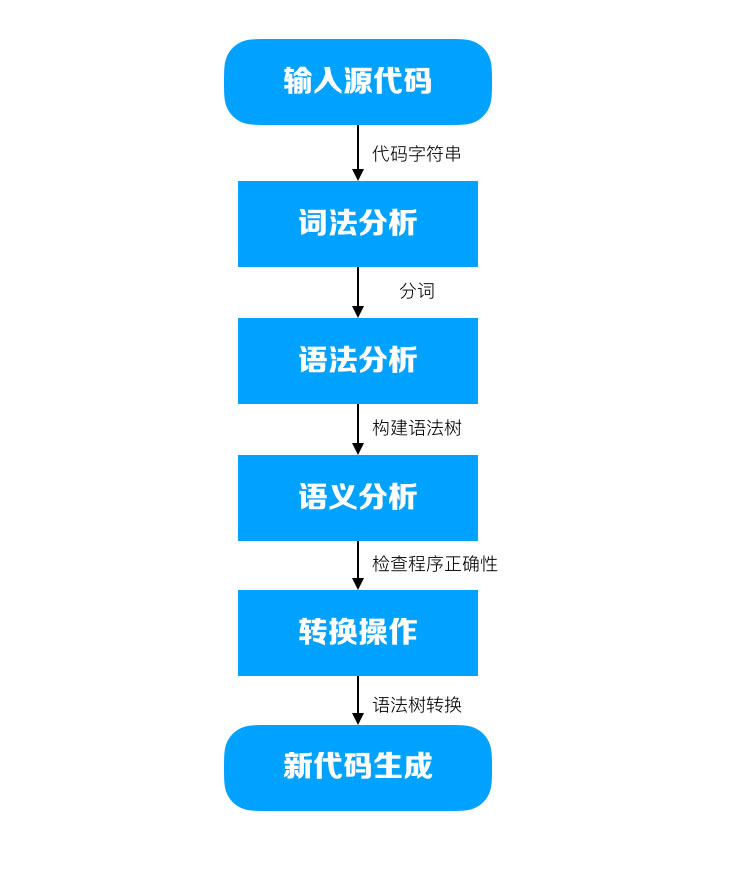 输入源代码
代码字符串
词法分析
分词
语法分析
构建语法树
语义分析
检查程序正确性
转换操作
语法树转换
新代码生成